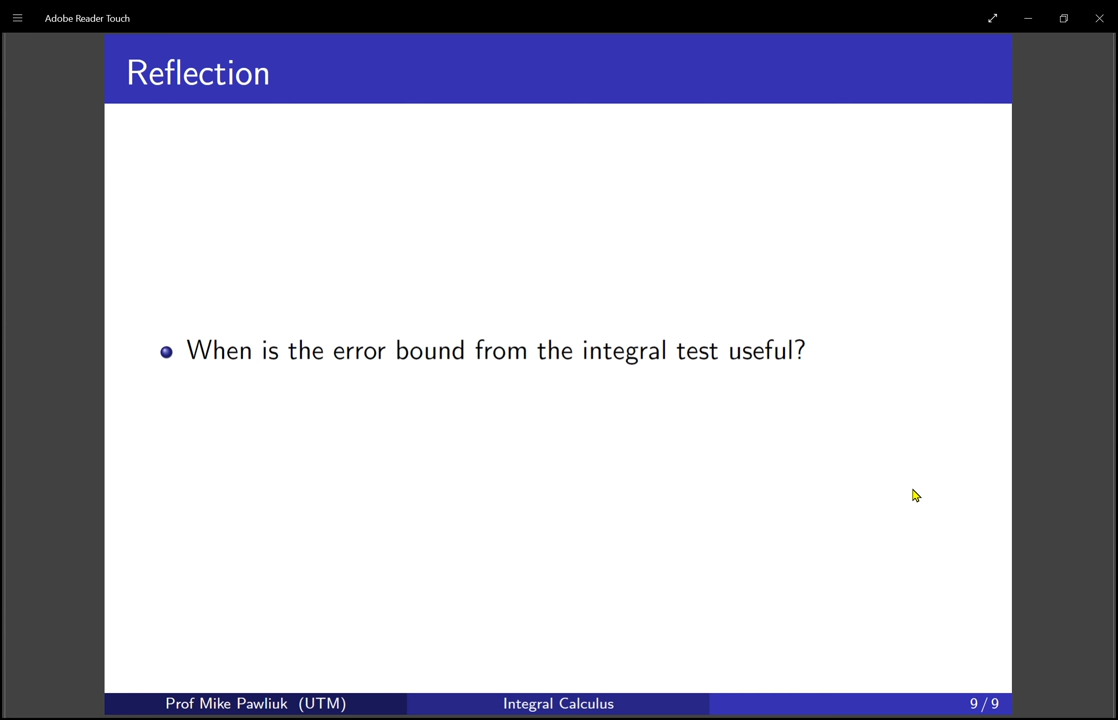 Adobe Reader Touch
Reflection
When is the error bound from the integral test useful?
Prof Mike Pawliuk (UTM)
Integral Calculus
9 / 9